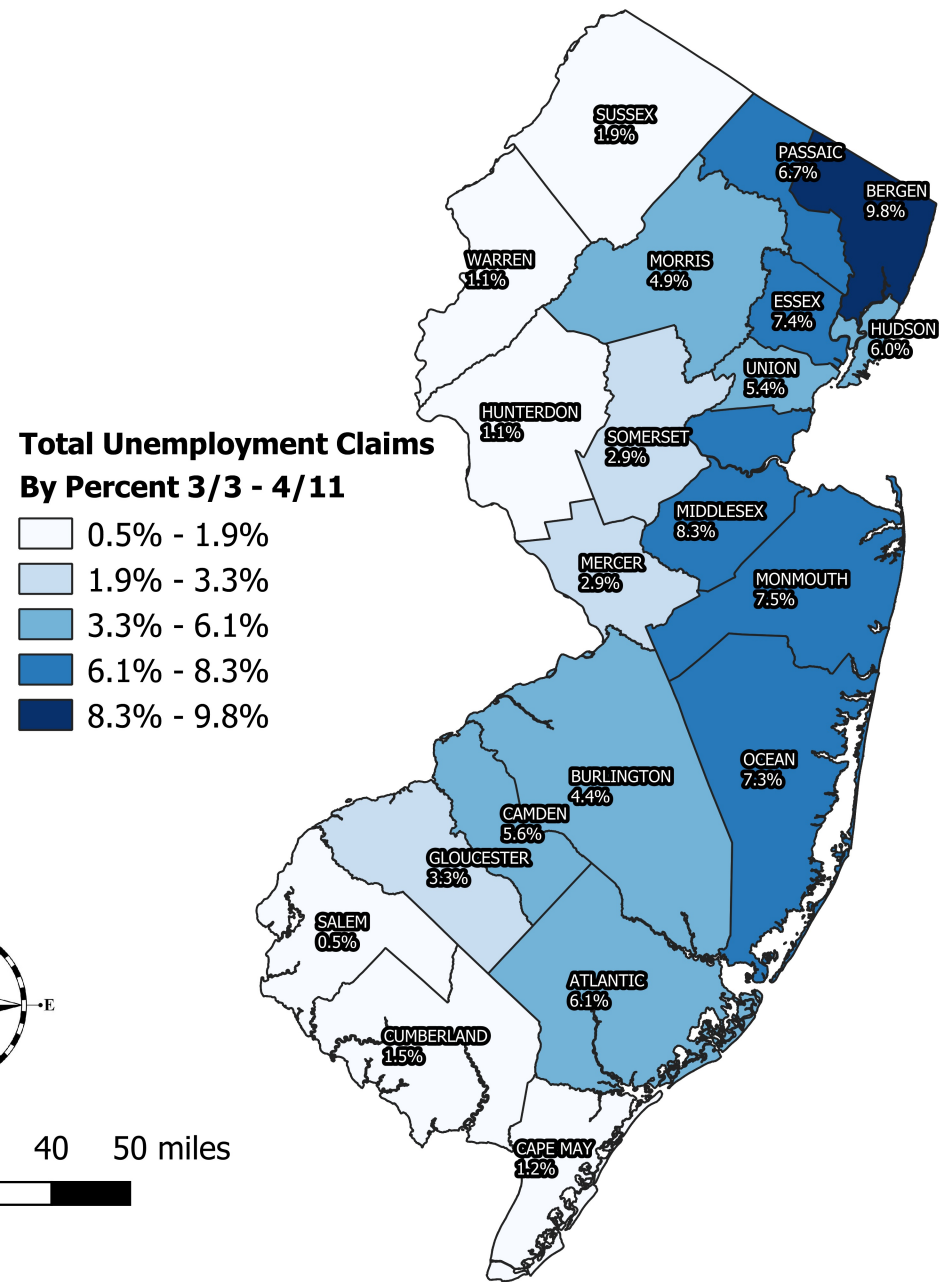 SUSSEX
1.9%
PASSAIC
6.7%
BERGEN
9.8%
WARREN
1.1%
MORRIS
4.9%
ESSEX
7.4%
HUDSON
6.0%
UNION
5.4%
HUNTERDON
1.1%
SOMERSET
2.9%
Total Unemployment Claims
By Percent 3/3 - 4/11
0.5% - 1.9%
1.9% - 3.3%
3.3% - 6.1%
6.1% - 8.3%
8.3% - 9.8%
MIDDLESEX
8.3%
MERCER
2.9%
MONMOUTH
7.5%
OCEAN
7.3%
BURLINGTON
4.4%
CAMDEN
5.6%
GLOUCESTER
3.3%
SALEM
0.5%
ATLANTIC
6.1%
E
CUMBERLAND
1.5%
CAPE MAY
1.2%
40 50 miles